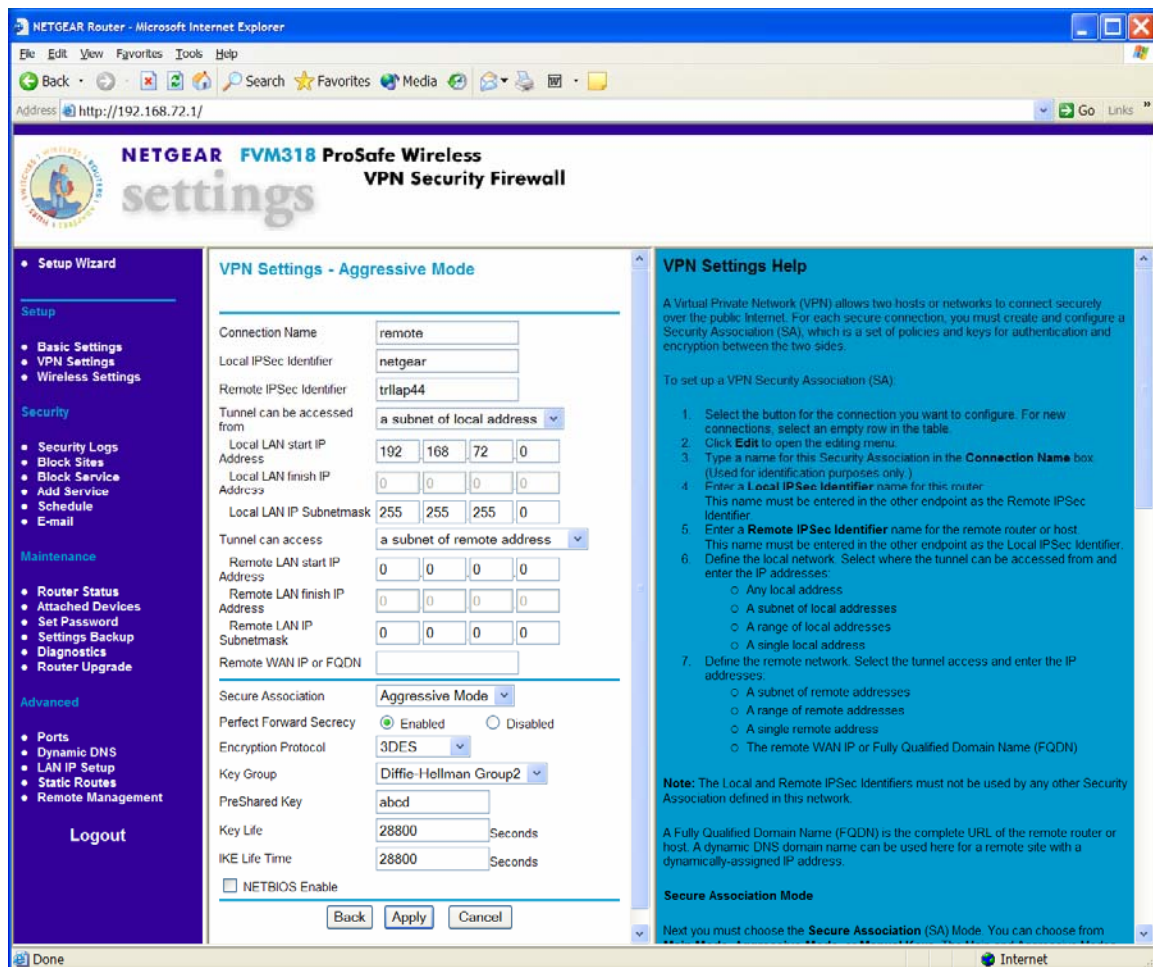 NETGEAR Router - Microsoft Internet Explorer
File Edit View Favorites Tools Help
Back Search Favorites Media
Address http://192.168.72.1/ Go Links »
NETGEAR FVM318 ProSafe Wireless
VPN Security Firewall
settings
Setup Wizard
Setup
Basic Settings
VPN Settings
Wireless Settings
Security
Security Logs
Block Sites
Block Service
Add Service
Schedule
E-mail
Maintenance
Router Status
Attached Devices
Set Password
Settings Backup
Diagnostics
Router Upgrade
Advanced
Ports
Dynamic DNS
LAN IP Setup
Static Routes
Remote Management
Logout
VPN Settings - Aggressive Mode
Connection Name remote
Local IPSec Identifier netgear
Remote IPSec Identifier trllap44
Tunnel can be accessed
from a subnet of local address
Local LAN start IP
Address 192 .168 .72 .0
Local LAN finish IP
Address 0 .0 .0 .0
Local LAN IP Subnetmask 255 .255 .255 .0
Tunnel can access a subnet of remote address
Remote LAN start IP
Address 0 .0 .0 .0
Remote LAN finish IP
Address 0 .0 .0 .0
Remote LAN IP
Subnetmask 0 .0 .0 .0
Remote WAN IP or FQDN
Secure Association Aggressive Mode
Perfect Forward Secrecy Enabled Disabled
Encryption Protocol 3DES
Key Group Diffie-Hellman Group2
PreShared Key abcd
Key Life 28800 Seconds
IKE Life Time 28800 Seconds
NETBIOS Enable
Back Apply Cancel
VPN Settings Help
A Virtual Private Network (VPN) allows two hosts or networks to connect securely
over the public Internet. For each secure connection, you must create and configure a
Security Association (SA), which is a set of policies and keys for authentication and
encryption between the two sides.
To set up a VPN Security Association (SA):
1. Select the button for the connection you want to configure. For new
connections, select an empty row in the table.
2. Click Edit to open the editing menu.
3. Type a name for this Security Association in the Connection Name box.
(Used for identification purposes only.)
4. Enter a Local IPSec Identifier name for this router.
This name must be entered in the other endpoint as the Remote IPSec
Identifier.
5. Enter a Remote IPSec Identifier name for the remote router or host.
This name must be entered in the other endpoint as the Local IPSec Identifier.
6. Define the local network. Select where the tunnel can be accessed from and
enter the IP addresses:
Any local address
A subnet of local addresses
A range of local addresses
A single local address
7. Define the remote network. Select the tunnel access and enter the IP
addresses:
A subnet of remote addresses
A range of remote addresses
A single remote address
The remote WAN IP or Fully Qualified Domain Name (FQDN)
Note: The Local and Remote IPSec Identifiers must not be used by any other Security
Association defined in this network.
A Fully Qualified Domain Name (FQDN) is the complete URL of the remote router or
host. A dynamic DNS domain name can be used here for a remote site with a
dynamically-assigned IP address.
Secure Association Mode
Next you must choose the Secure Association (SA) Mode. You can choose from
Done Internet